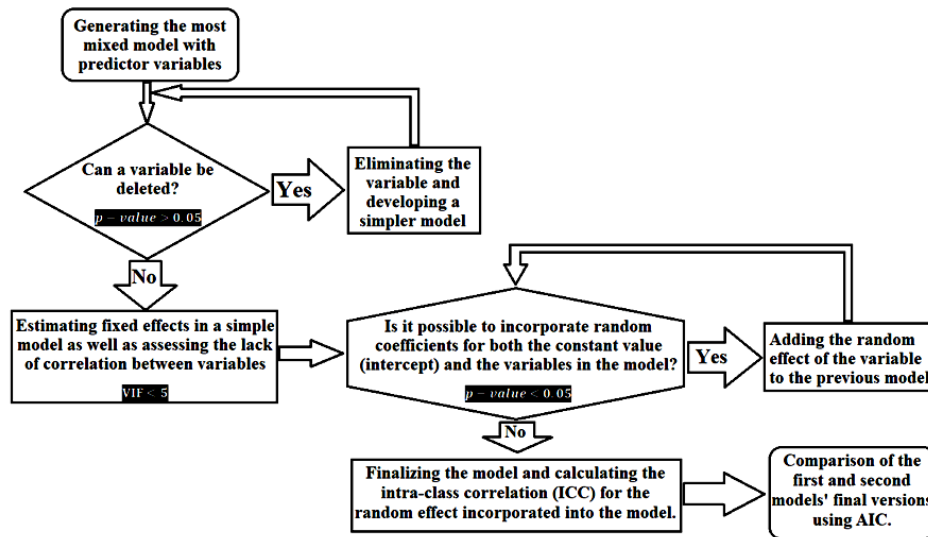 Generating the most
mixed model with
predictor variables
Can a variable be
deleted?
p − value > 0.05
Yes
Eliminating the
variable and
developing a
simpler model
No
Estimating fixed effects in a simple
model as well as assessing the lack
of correlation between variables
VIF < 5
Is it possible to incorporate random
coefficients for both the constant value
(intercept) and the variables in the model?
p − value < 0.05
Yes
Adding the random
effect of the variable
to the previous model
No
Finalizing the model and calculating the
intra-class correlation (ICC) for the
random effect incorporated into the model.
Comparison of the
first and second
models' final versions
using AIC.